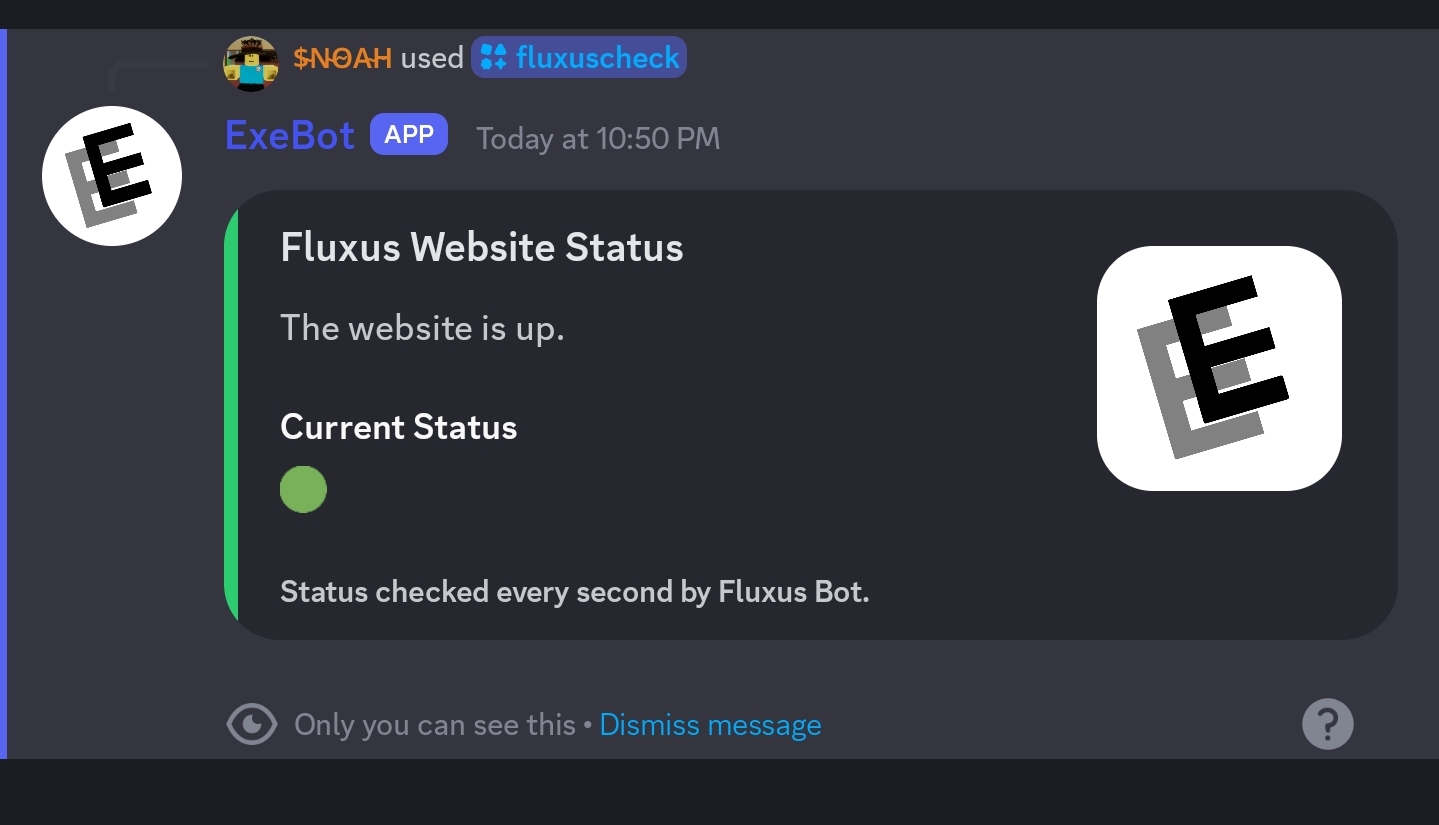 $NOAH used fluxuscheck
ExeBot APP Today at 10:50 PM
Fluxus Website Status
The website is up.
Current Status
Status checked every second by Fluxus Bot.
Only you can see this • Dismiss message
?
E
E
E
E